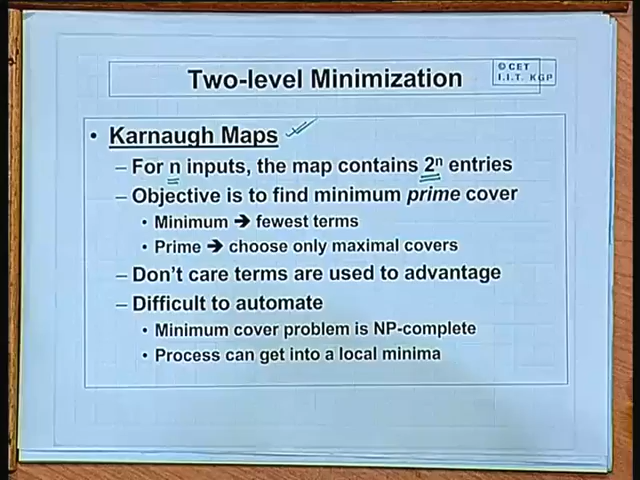 Two-level Minimization
© CET
I.I.T. KGP
• Karnaugh Maps
– For n inputs, the map contains 2ⁿ entries
– Objective is to find minimum prime cover
• Minimum ➔ fewest terms
• Prime ➔ choose only maximal covers
– Don't care terms are used to advantage
– Difficult to automate
• Minimum cover problem is NP-complete
• Process can get into a local minima